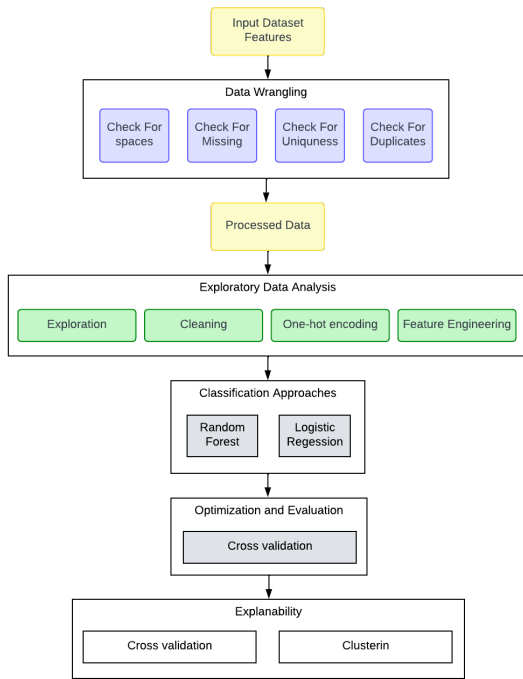 Input Dataset
Features
Data Wrangling
Check For
spaces
Check For
Missing
Check For
Uniquness
Check For
Duplicates
Processed Data
Exploratory Data Analysis
Exploration
Cleaning
One-hot encoding
Feature Engineering
Classification Approaches
Random
Forest
Logistic
Regression
Optimization and Evaluation
Cross validation
Explanability
Cross validation
Clusterin